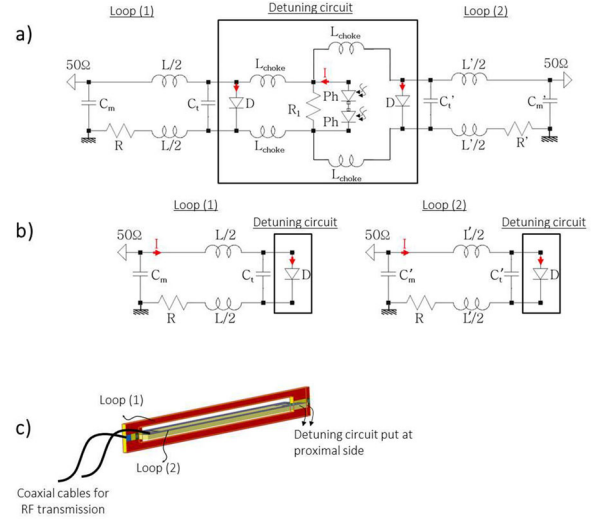 a)
Loop (1)
Detuning circuit
Loop (2)
50Ω
L/2
L_choke
L_choke
L'/2
50Ω
C_m
C_t
D
L_choke
R_1
I
Ph
Ph
D
C_t'
C_m'
R
L/2
L_choke
L'/2
R'
b)
Loop (1)
Detuning circuit
Loop (2)
Detuning circuit
50Ω
I
L/2
C_m
C_t
D
R
L/2
50Ω
I
L'/2
C'_m
C_t'
D
R
L'/2
c)
Loop (1)
Loop (2)
Detuning circuit put at
proximal side
Coaxial cables for
RF transmission